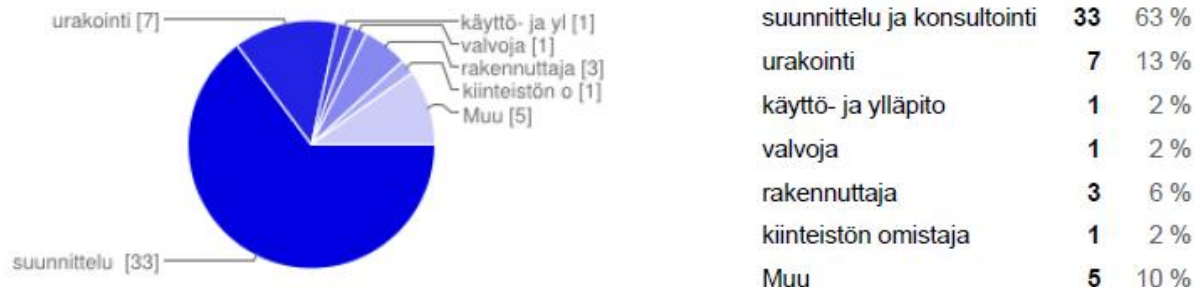 urakointi [7]
käyttö- ja yl [1]
valvoja [1]
rakennuttaja [3]
kiinteistön o [1]
Muu [5]
suunnittelu [33]
suunnittelu ja konsultointi 33 63 %
urakointi 7 13 %
käyttö- ja ylläpito 1 2 %
valvoja 1 2 %
rakennuttaja 3 6 %
kiinteistön omistaja 1 2 %
Muu 5 10 %